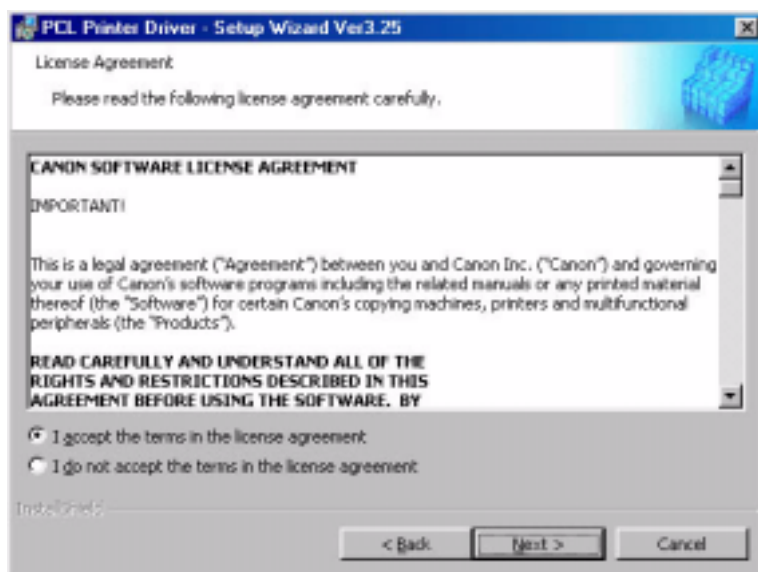 PCL Printer Driver - Setup Wizard Ver3.25
License Agreement
Please read the following license agreement carefully.
CANON SOFTWARE LICENSE AGREEMENT
IMPORTANT!
This is a legal agreement ("Agreement") between you and Canon Inc. ("Canon") and governing
your use of Canon's software programs including the related manuals or any printed material
thereof (the "Software") for certain Canon's copying machines, printers and multifunctional
peripherals (the "Products").
READ CAREFULLY AND UNDERSTAND ALL OF THE
RIGHTS AND RESTRICTIONS DESCRIBED IN THIS
AGREEMENT BEFORE USING THE SOFTWARE. BY
I accept the terms in the license agreement
I do not accept the terms in the license agreement
InstallShield
< Back Next > Cancel